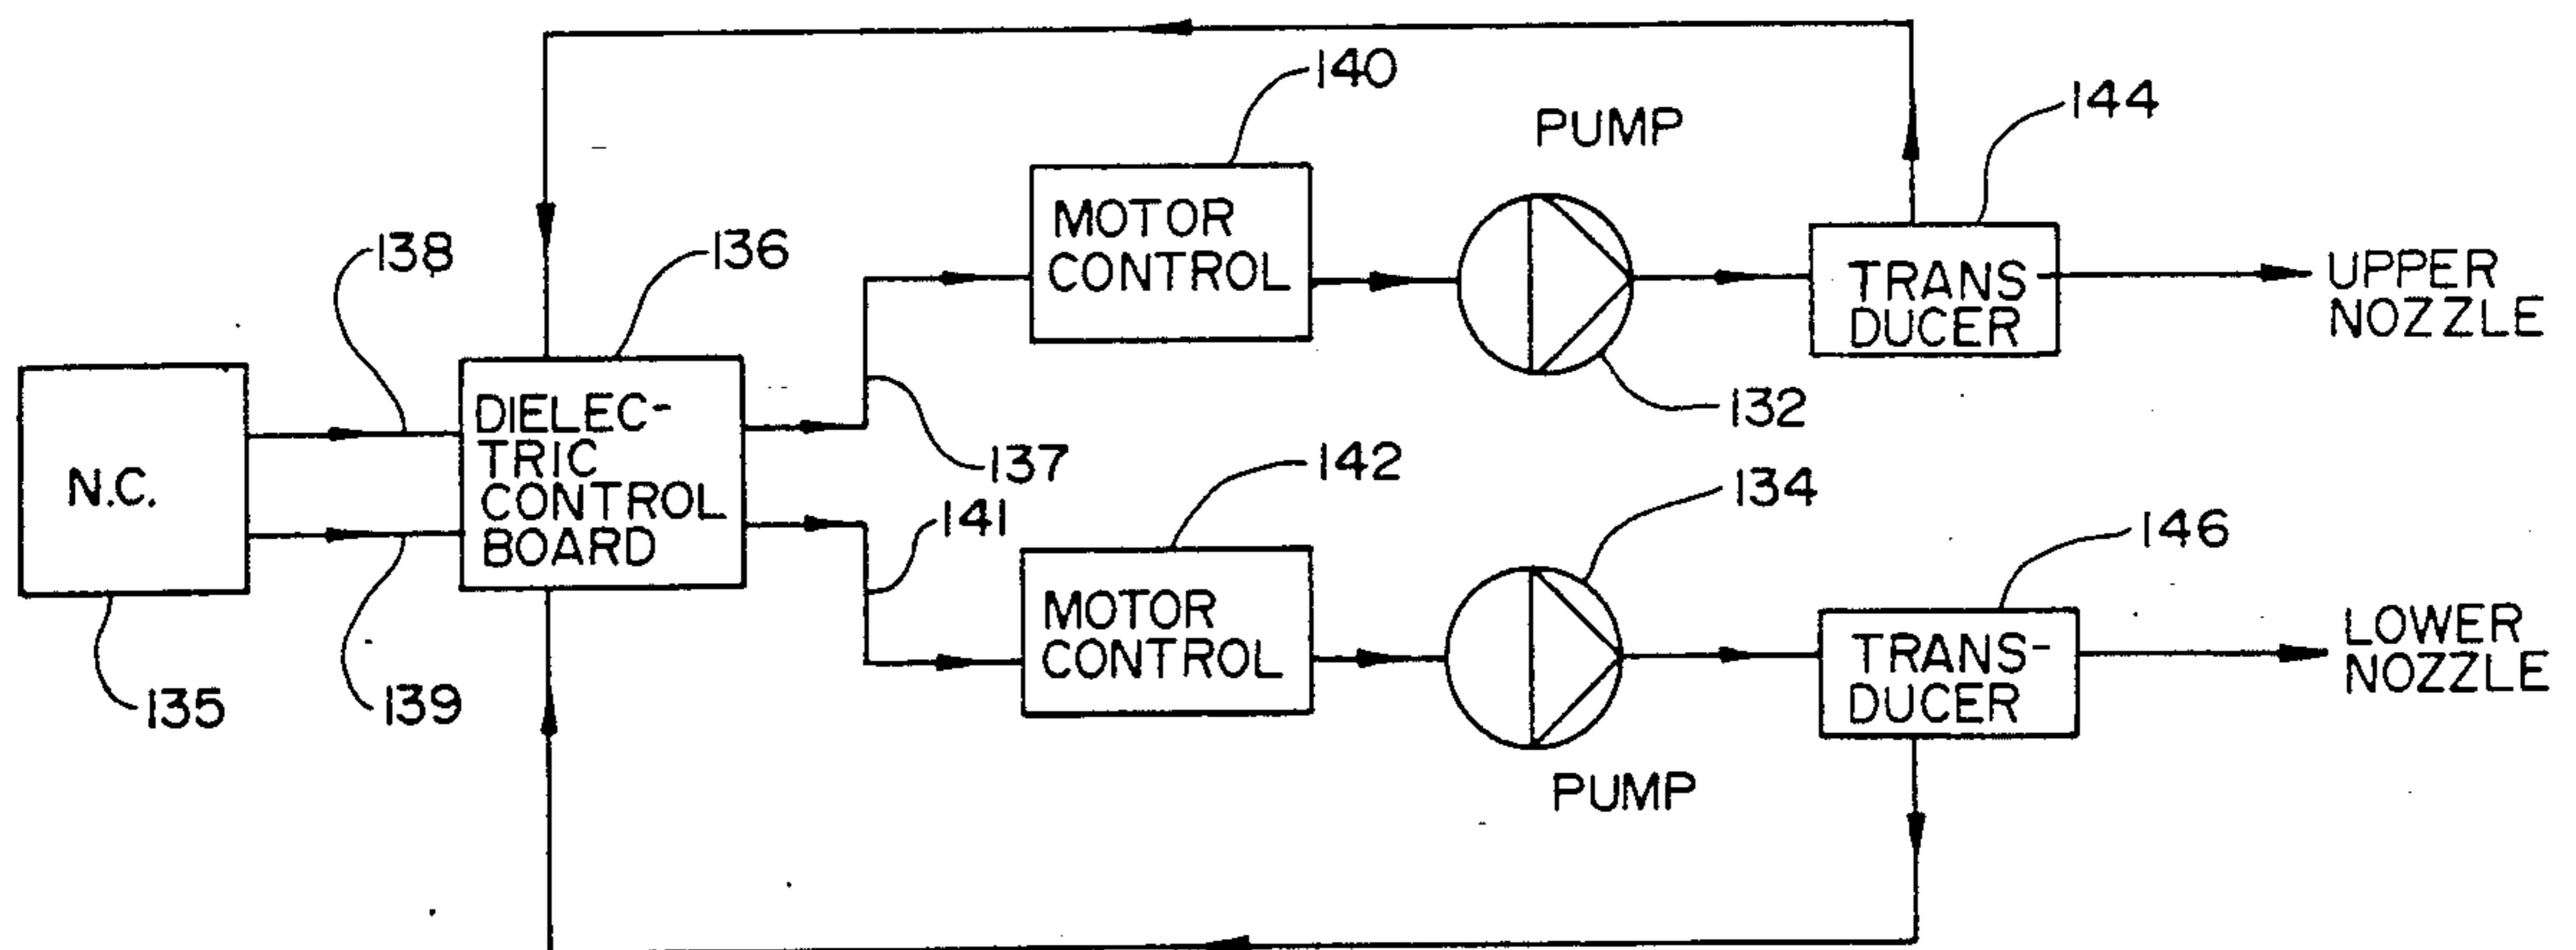 140
144
PUMP
138
136
MOTOR
CONTROL
TRANS
DUCER
UPPER
NOZZLE
132
N.C.
DIELEC-
TRIC
CONTROL
BOARD
137
142
134
141
146
MOTOR
CONTROL
TRANS-
DUCER
LOWER
NOZZLE
135
139
PUMP